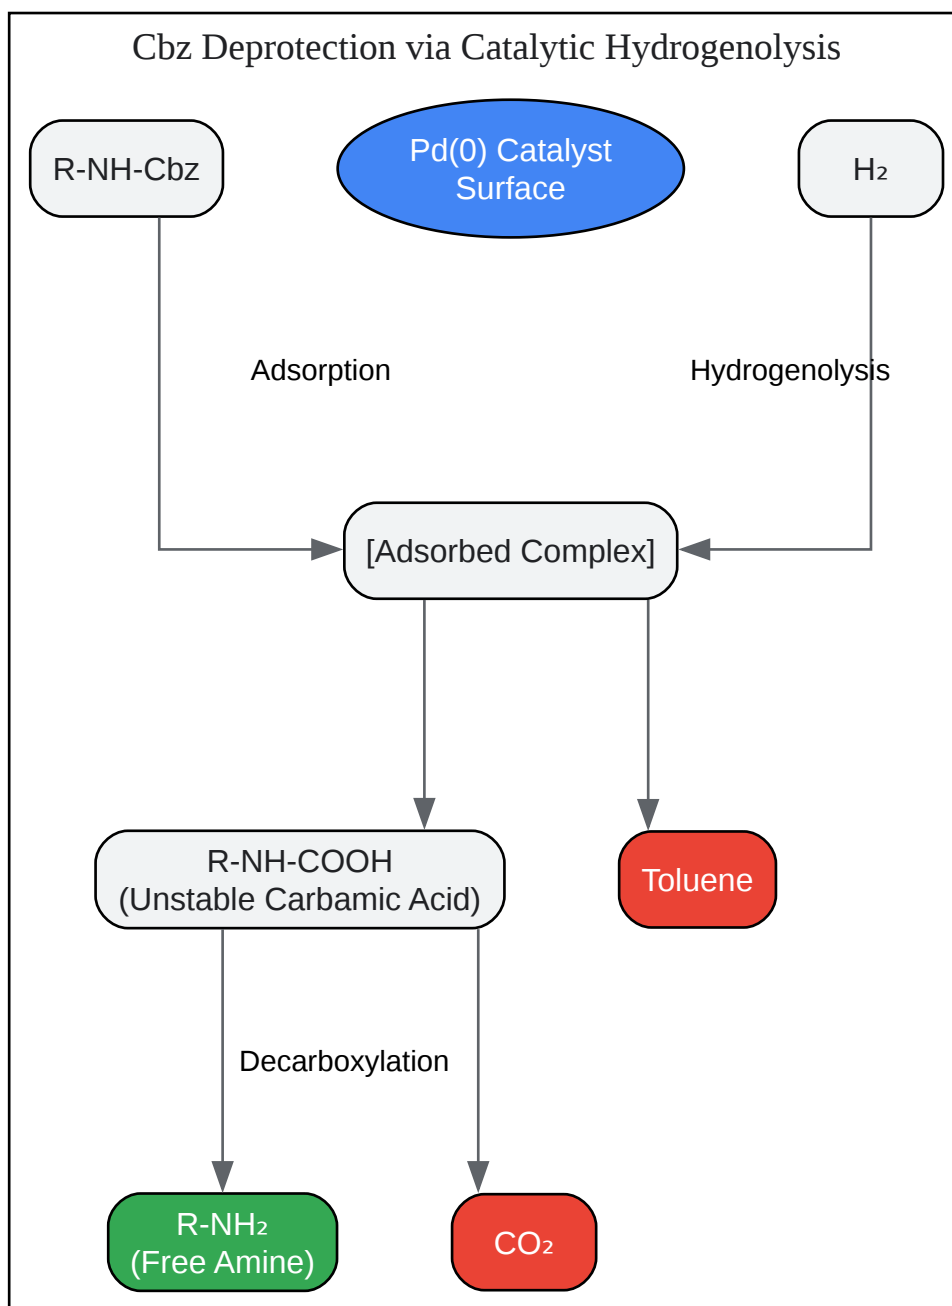 Cbz Deprotection via Catalytic Hydrogenolysis
R-NH-Cbz
Pd(0) Catalyst
Surface
H₂
Adsorption
Hydrogenolysis
[Adsorbed Complex]
R-NH-COOH
(Unstable Carbamic Acid)
Toluene
Decarboxylation
R-NH₂
(Free Amine)
CO₂